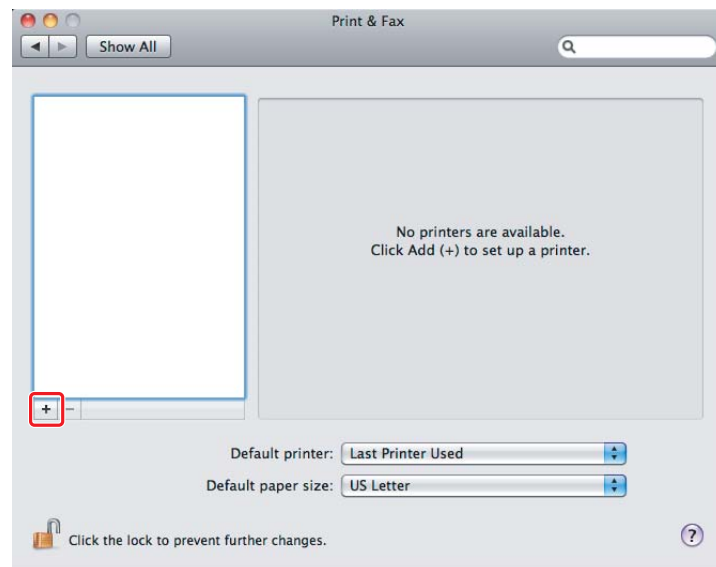 Print & Fax
Show All
No printers are available.
Click Add (+) to set up a printer.
+ −
Default printer: Last Printer Used
Default paper size: US Letter
Click the lock to prevent further changes.
?